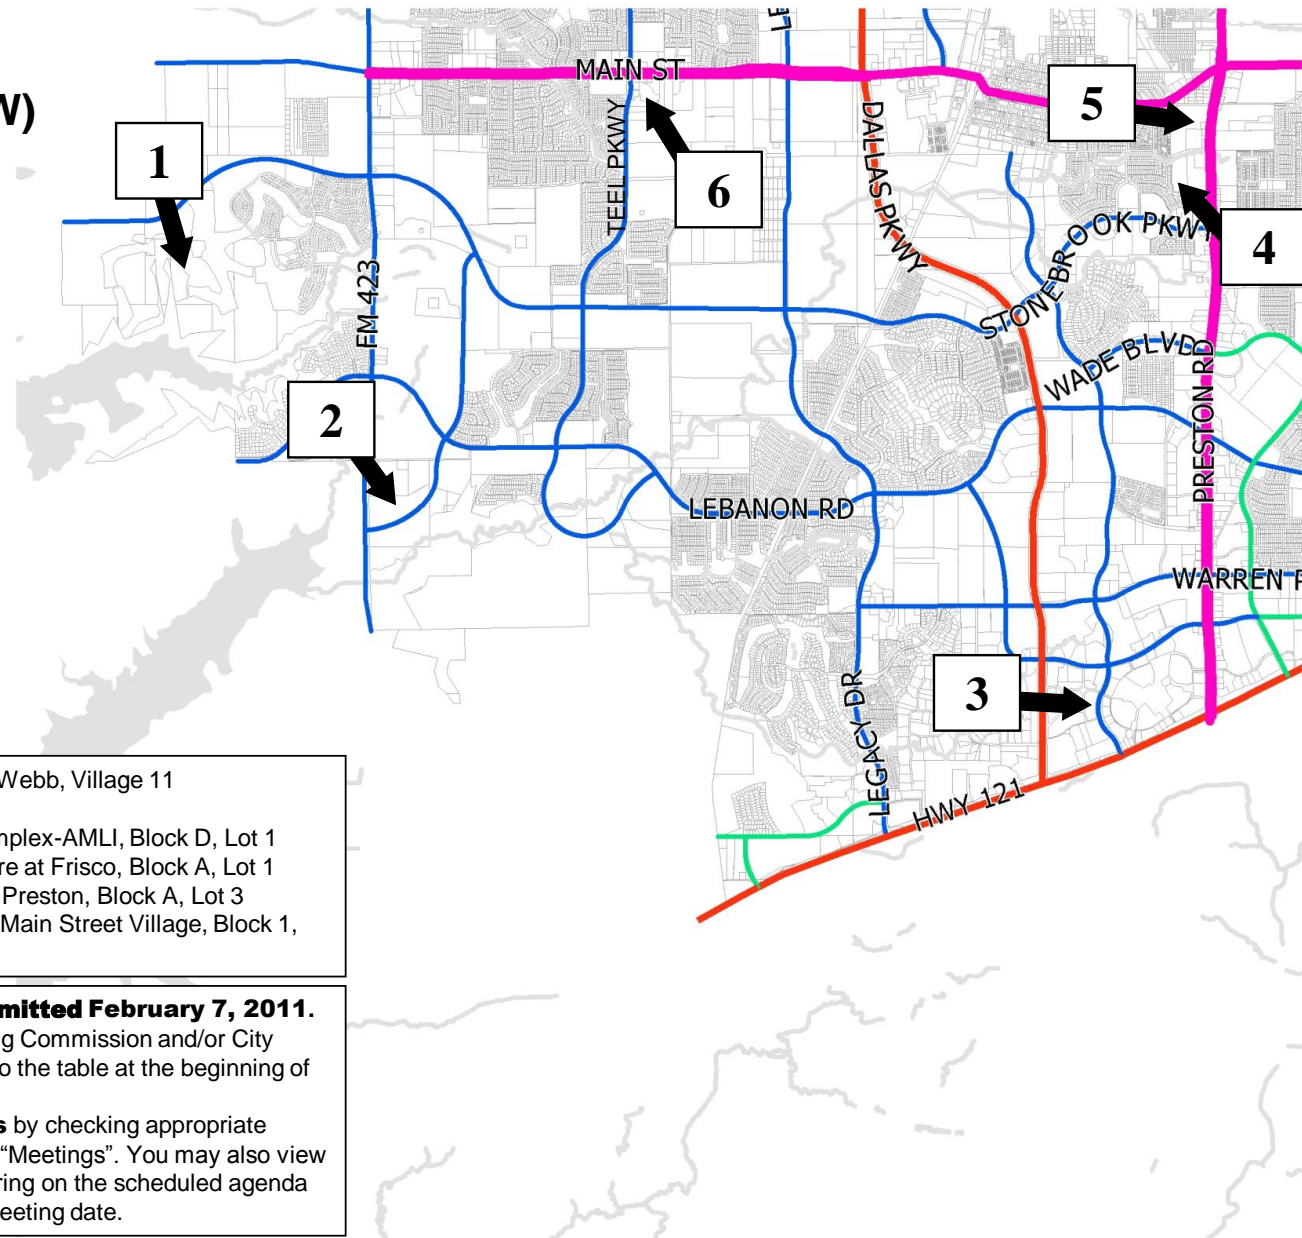 LE
MAIN ST
W)
5
1
DALLAS PKWY
TEEL PKWY
6
STONEBROOK PKWY
4
FM 423
WADE BLVD
PRESTON RD
2
LEBANON RD
WARREN P
3
LEGACY DR
HWY 121
Webb, Village 11
mplex-AMLI, Block D, Lot 1
re at Frisco, Block A, Lot 1
Preston, Block A, Lot 3
Main Street Village, Block 1,
mitted February 7, 2011.
g Commission and/or City
o the table at the beginning of
s by checking appropriate
“Meetings”. You may also view
ring on the scheduled agenda
eeting date.